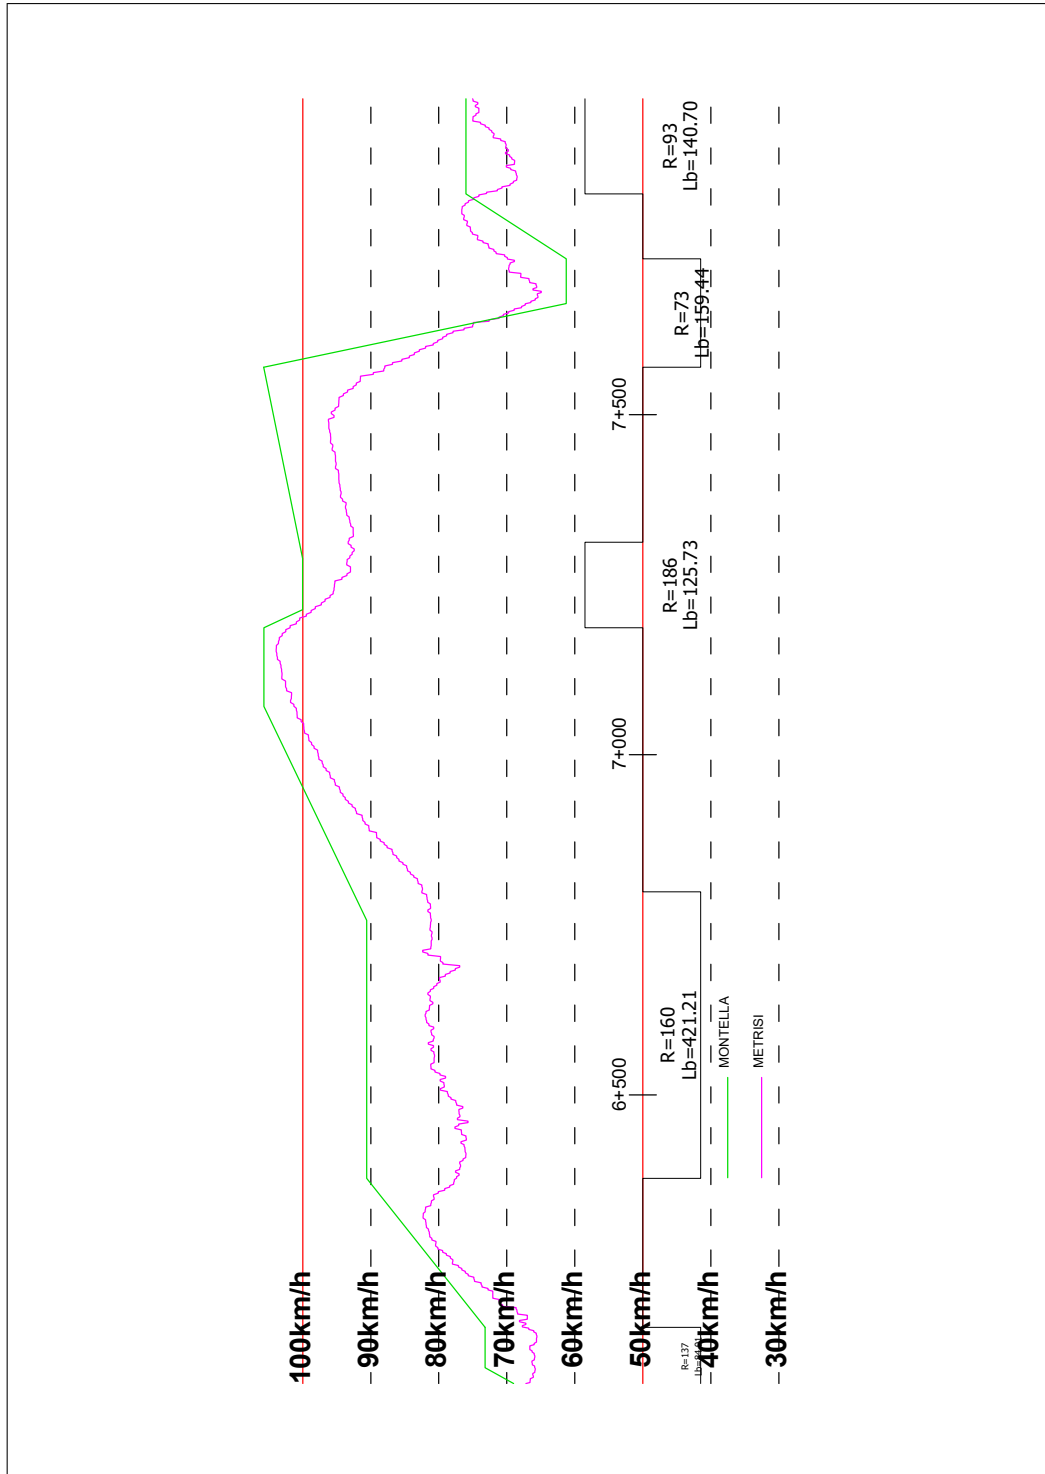 100km/h
90km/h
80km/h
70km/h
60km/h
50km/h
40km/h
30km/h
R=137
R=160
Lb=421.21
R=186
Lb=125.73
R=73
Lb=159.44
R=93
Lb=140.70
6+500
7+000
7+500
MONTELLA
METRISI